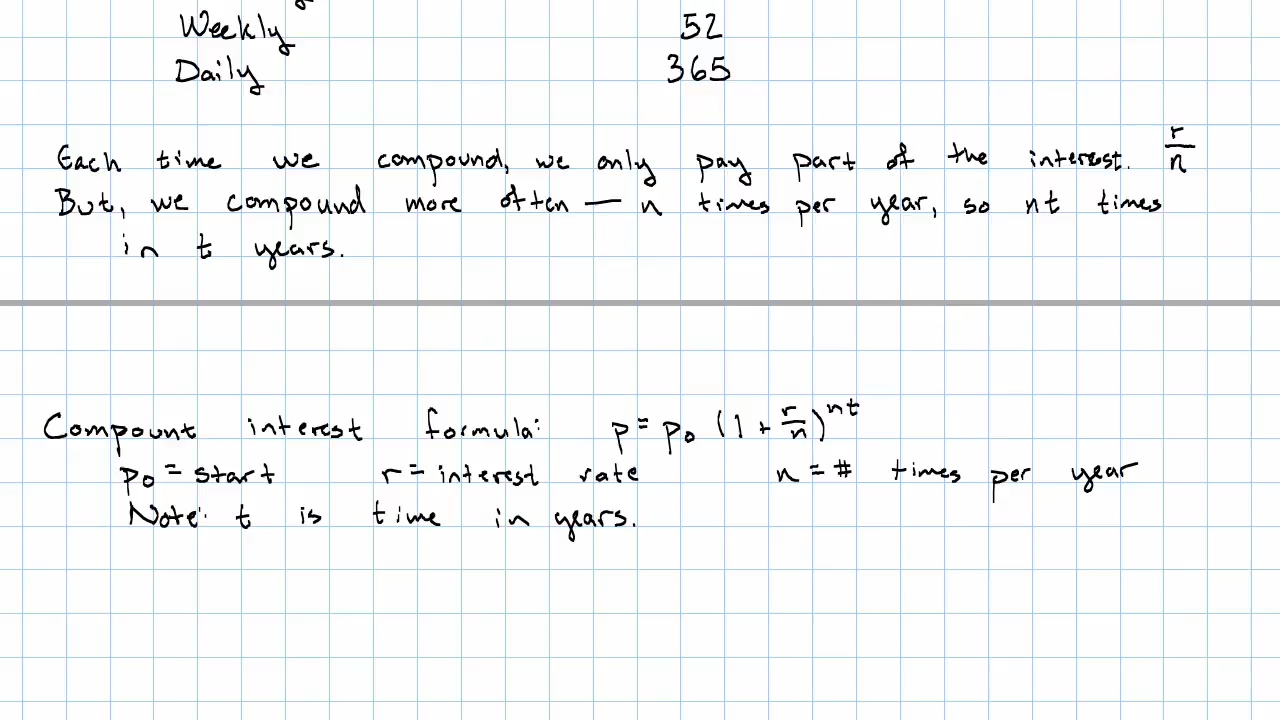 Weekly 52
Daily 365
Each time we compound, we only pay part of the interest. r/n
But, we compound more often — n times per year, so nt times
in t years.
Compount interest formula: p = p₀ (1 + r/n)^nt
p₀ = start r = interest rate n = # times per year
Note: t is time in years.